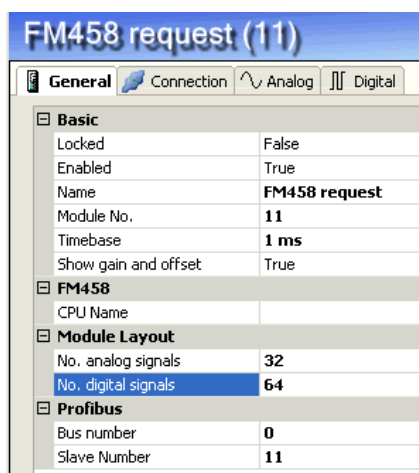 FM458 request (11)
General Connection Analog Digital
Basic
Locked False
Enabled True
Name FM458 request
Module No. 11
Timebase 1 ms
Show gain and offset True
FM458
CPU Name
Module Layout
No. analog signals 32
No. digital signals 64
Profibus
Bus number 0
Slave Number 11